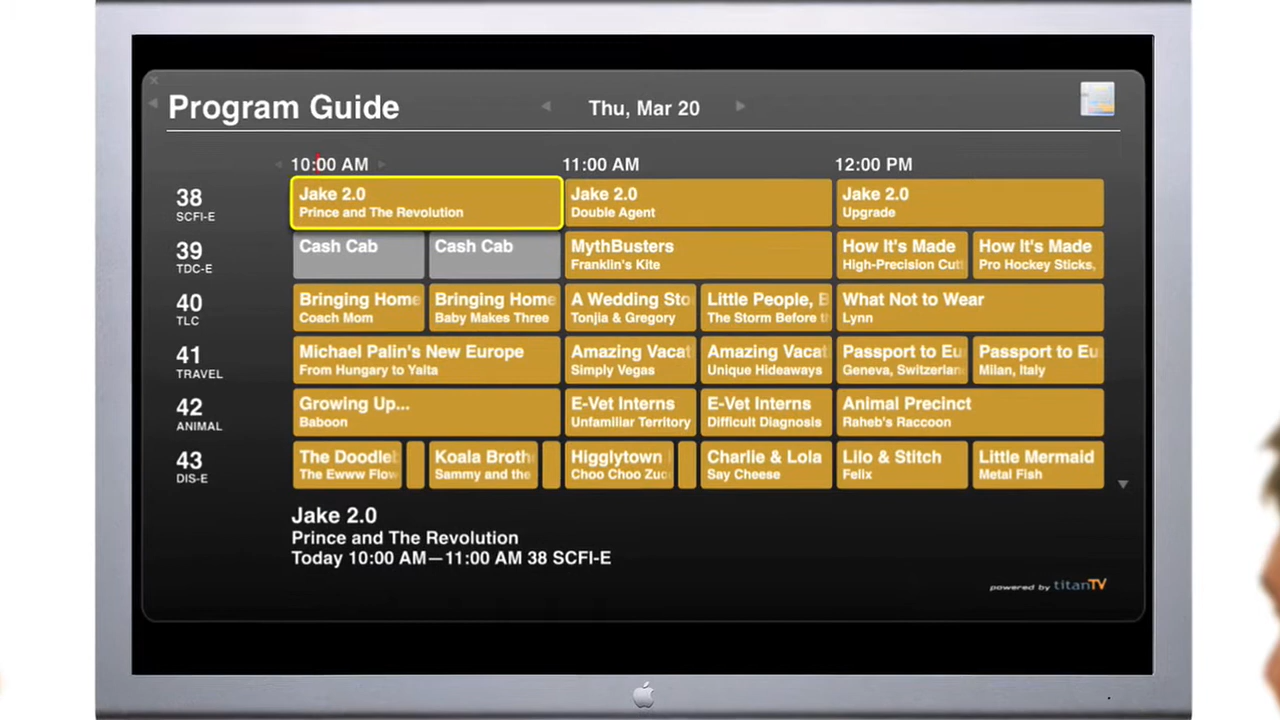 Program Guide
Thu, Mar 20
10:00 AM
11:00 AM
12:00 PM
38
SCFI-E
Jake 2.0
Prince and The Revolution
Jake 2.0
Double Agent
Jake 2.0
Upgrade
39
TDC-E
Cash Cab
Cash Cab
MythBusters
Franklin's Kite
How It's Made
High-Precision Cut
How It's Made
Pro Hockey Sticks,
40
TLC
Bringing Home
Coach Mom
Bringing Home
Baby Makes Three
A Wedding Sto
Tonjia & Gregory
Little People, B
The Storm Before t
What Not to Wear
Lynn
41
TRAVEL
Michael Palin's New Europe
From Hungary to Yalta
Amazing Vacat
Simply Vegas
Amazing Vacat
Unique Hideaways
Passport to Eu
Geneva, Switzerlan
Passport to Eu
Milan, Italy
42
ANIMAL
Growing Up...
Baboon
E-Vet Interns
Unfamiliar Territory
E-Vet Interns
Difficult Diagnosis
Animal Precinct
Raheb's Raccoon
43
DIS-E
The Doodleb
The Ewww Flow
Koala Broth
Sammy and the
Higglytown
Choo Choo Zuc
Charlie & Lola
Say Cheese
Lilo & Stitch
Felix
Little Mermaid
Metal Fish
Jake 2.0
Prince and The Revolution
Today 10:00 AM—11:00 AM 38 SCFI-E
powered by titanTV